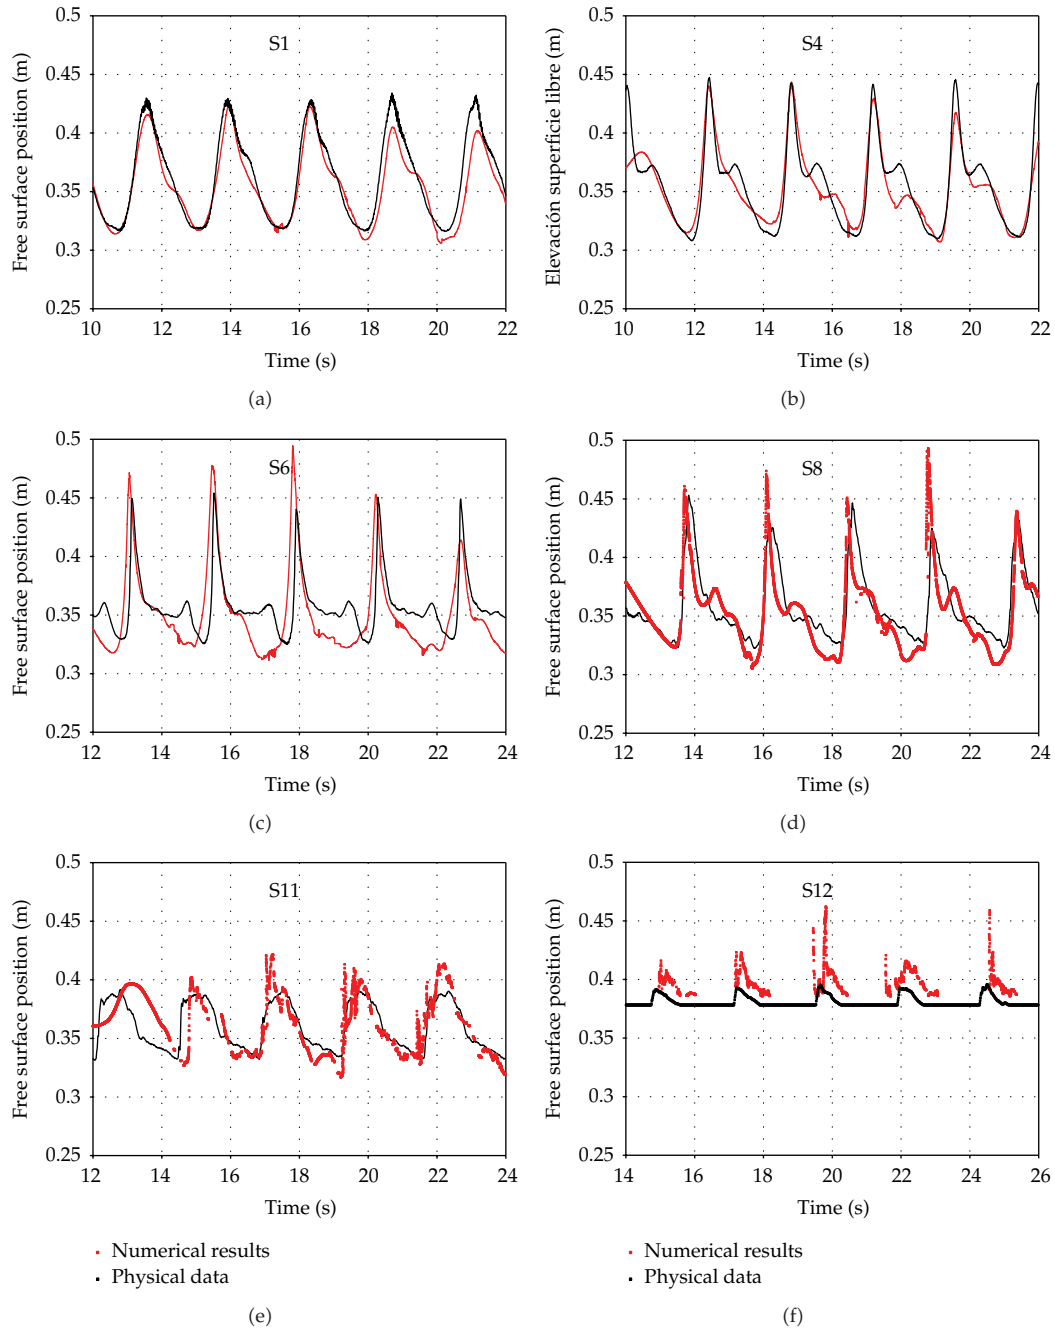 0.5
0.45
0.4
0.35
0.3
0.25
Free surface position (m)
S1
10 12 14 16 18 20 22
Time (s)
(a)
0.5
0.45
0.4
0.35
0.3
0.25
Elevación superficie libre (m)
S4
10 12 14 16 18 20 22
Time (s)
(b)
0.5
0.45
0.4
0.35
0.3
0.25
Free surface position (m)
S6
12 14 16 18 20 22 24
Time (s)
(c)
0.5
0.45
0.4
0.35
0.3
0.25
Free surface position (m)
S8
12 14 16 18 20 22 24
Time (s)
(d)
0.5
0.45
0.4
0.35
0.3
0.25
Free surface position (m)
S11
12 14 16 18 20 22 24
Time (s)
Numerical results
Physical data
(e)
0.5
0.45
0.4
0.35
0.3
0.25
Free surface position (m)
S12
14 16 18 20 22 24 26
Time (s)
Numerical results
Physical data
(f)